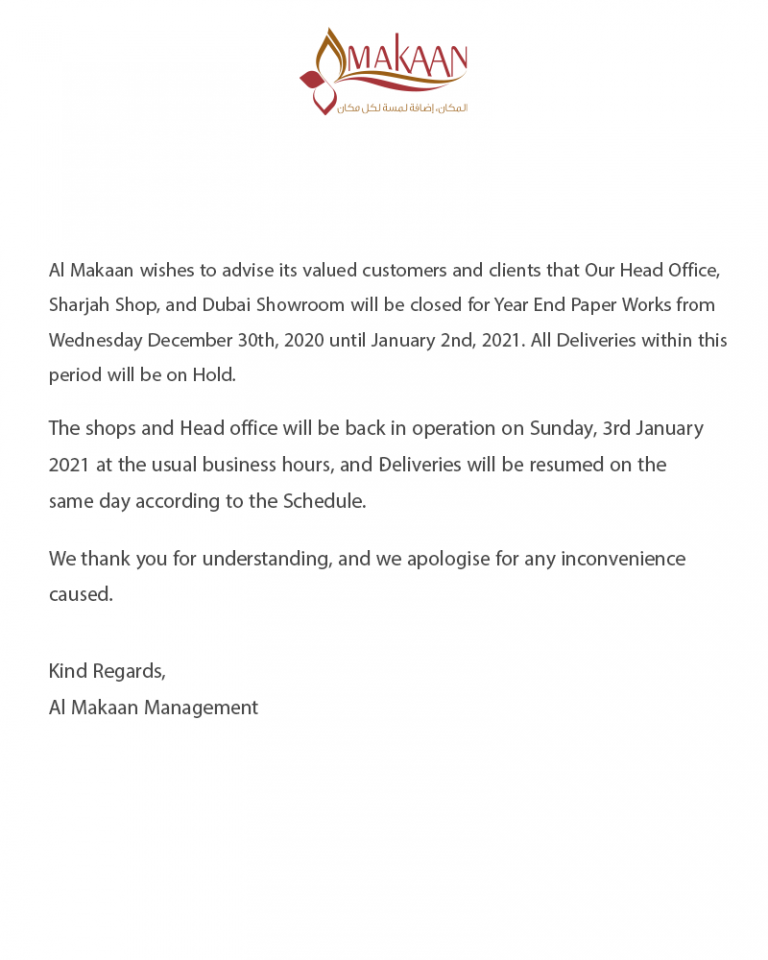 MAKAAN
المكان، إضافة لمسة لكل مكان
Al Makaan wishes to advise its valued customers and clients that Our Head Office,
Sharjah Shop, and Dubai Showroom will be closed for Year End Paper Works from
Wednesday December 30th, 2020 until January 2nd, 2021. All Deliveries within this
period will be on Hold.
The shops and Head office will be back in operation on Sunday, 3rd January
2021 at the usual business hours, and Đeliveries will be resumed on the
same day according to the Schedule.
We thank you for understanding, and we apologise for any inconvenience
caused.
Kind Regards,
Al Makaan Management